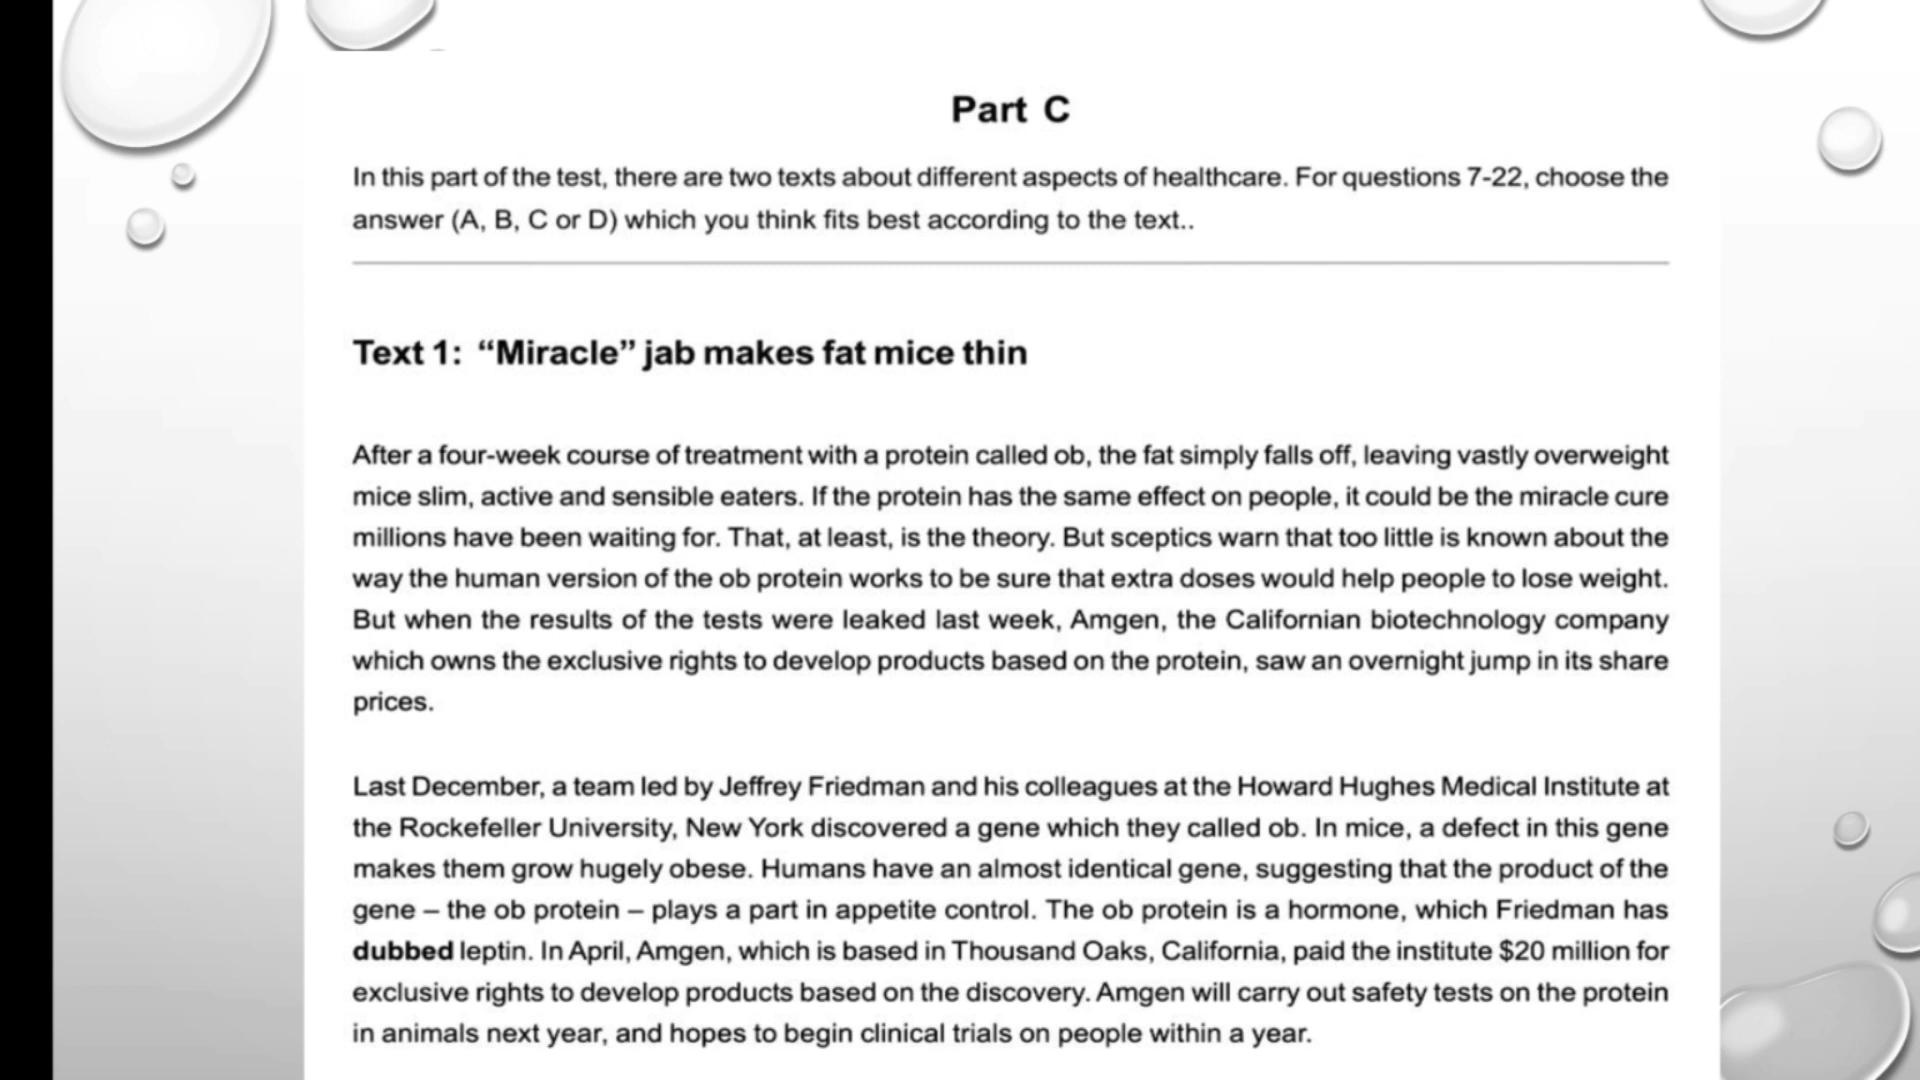 Part C
In this part of the test, there are two texts about different aspects of healthcare. For questions 7-22, choose the
answer (A, B, C or D) which you think fits best according to the text..
Text 1: “Miracle” jab makes fat mice thin
After a four-week course of treatment with a protein called ob, the fat simply falls off, leaving vastly overweight
mice slim, active and sensible eaters. If the protein has the same effect on people, it could be the miracle cure
millions have been waiting for. That, at least, is the theory. But sceptics warn that too little is known about the
way the human version of the ob protein works to be sure that extra doses would help people to lose weight.
But when the results of the tests were leaked last week, Amgen, the Californian biotechnology company
which owns the exclusive rights to develop products based on the protein, saw an overnight jump in its share
prices.
Last December, a team led by Jeffrey Friedman and his colleagues at the Howard Hughes Medical Institute at
the Rockefeller University, New York discovered a gene which they called ob. In mice, a defect in this gene
makes them grow hugely obese. Humans have an almost identical gene, suggesting that the product of the
gene – the ob protein – plays a part in appetite control. The ob protein is a hormone, which Friedman has
dubbed leptin. In April, Amgen, which is based in Thousand Oaks, California, paid the institute $20 million for
exclusive rights to develop products based on the discovery. Amgen will carry out safety tests on the protein
in animals next year, and hopes to begin clinical trials on people within a year.